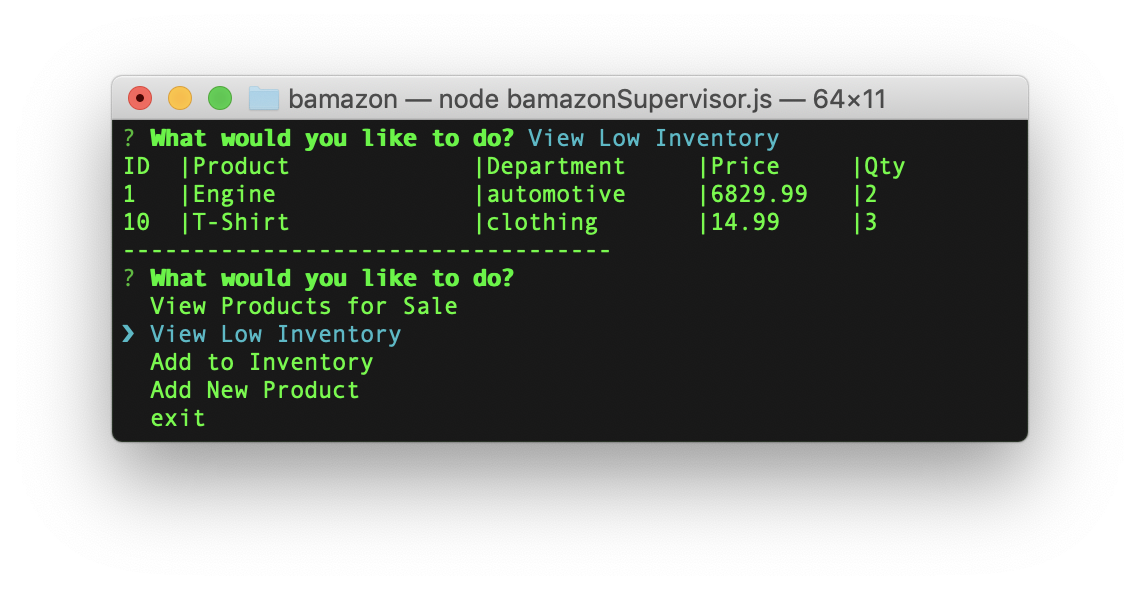 bamazon — node bamazonSupervisor.js — 64×11
? What would you like to do? View Low Inventory
ID  |Product             |Department     |Price     |Qty
1   |Engine              |automotive     |6829.99   |2
10  |T-Shirt             |clothing       |14.99     |3
-----------------------------------
? What would you like to do?
  View Products for Sale
❯ View Low Inventory
  Add to Inventory
  Add New Product
  exit